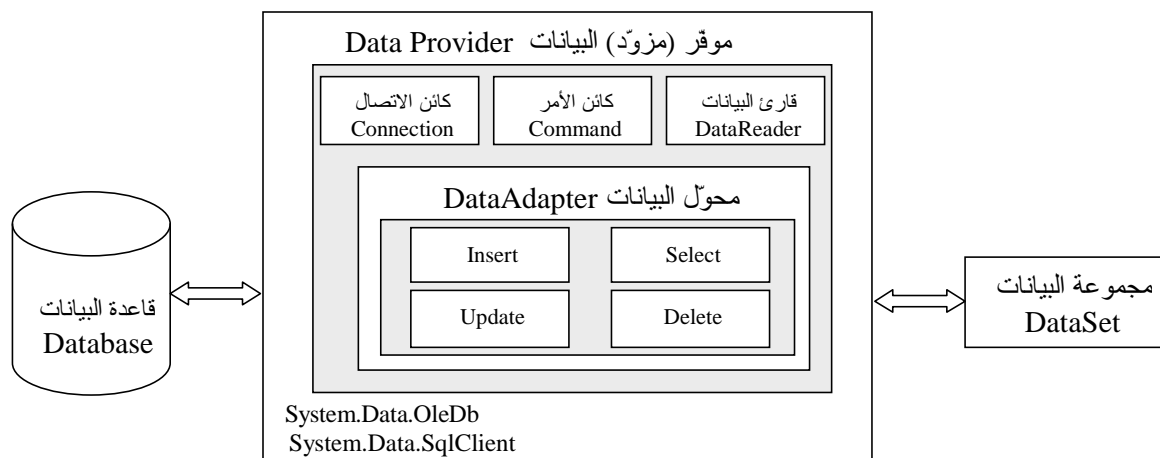 موفّر (مزوّد) البيانات Data Provider
كائن الاتصال
Connection
كائن الأمر
Command
قارئ البيانات
DataReader
محوّل البيانات DataAdapter
Insert
Select
Update
Delete
قاعدة البيانات
Database
مجموعة البيانات
DataSet
System.Data.OleDb
System.Data.SqlClient